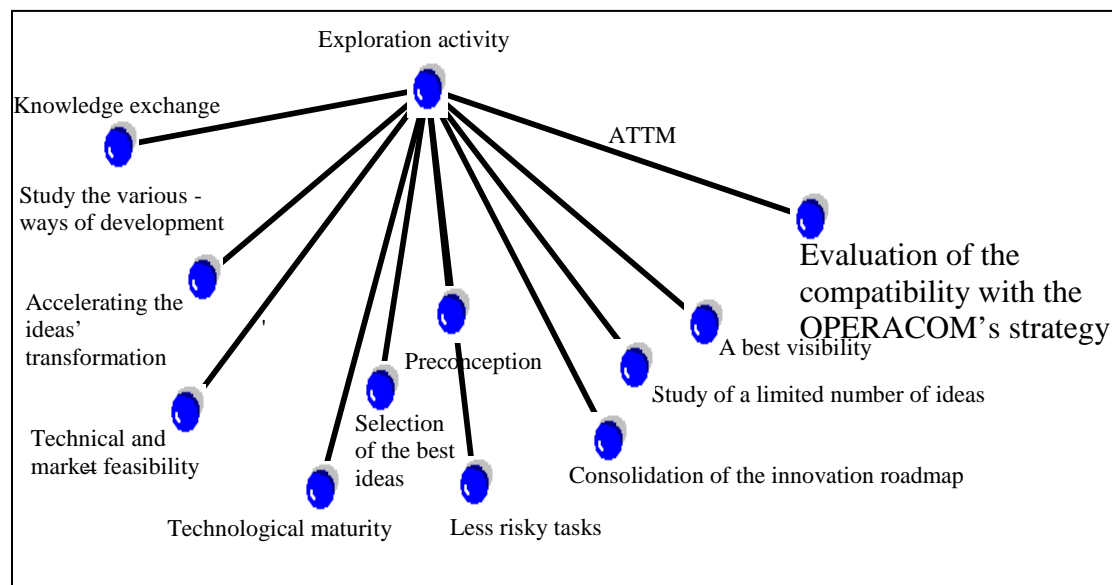 Exploration activity
Knowledge exchange
ATTM
Study the various -
ways of development
Evaluation of the
compatibility with the
OPERACOM’s strategy
Accelerating the
ideas’
transformation
A best visibility
Preconception
Study of a limited number of ideas
Technical and
market feasibility
Selection
of the best
ideas
Consolidation of the innovation roadmap
Technological maturity
Less risky tasks